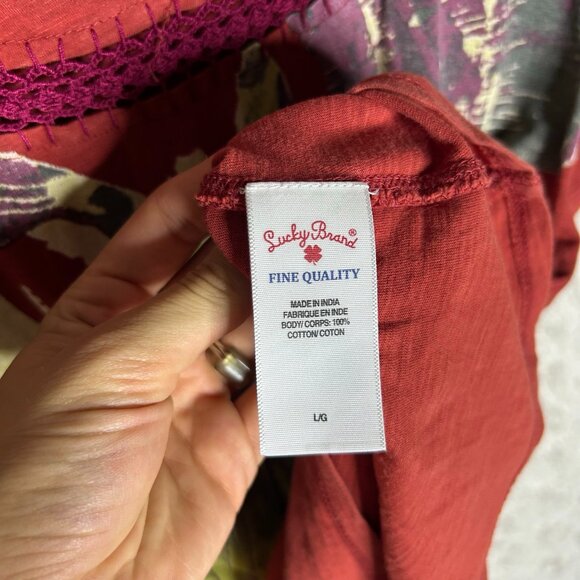 Lucky Brand®
FINE QUALITY
MADE IN INDIA
FABRIQUE EN INDE
BODY/ CORPS: 100%
COTTON/ COTON
L/G